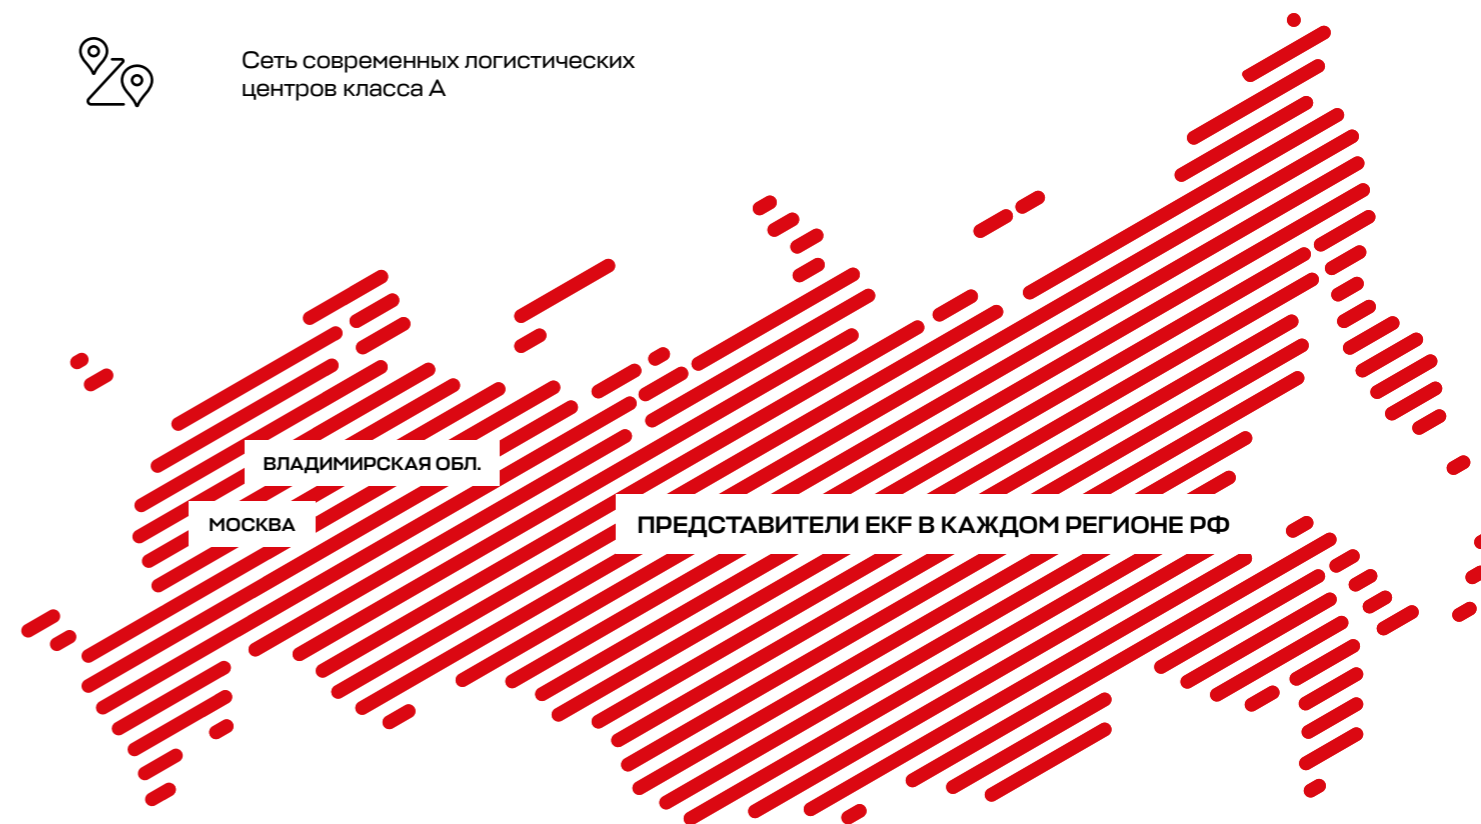 Сеть современных логистических
центров класса А
ВЛАДИМИРСКАЯ ОБЛ.
МОСКВА
ПРЕДСТАВИТЕЛИ EKF В КАЖДОМ РЕГИОНЕ РФ